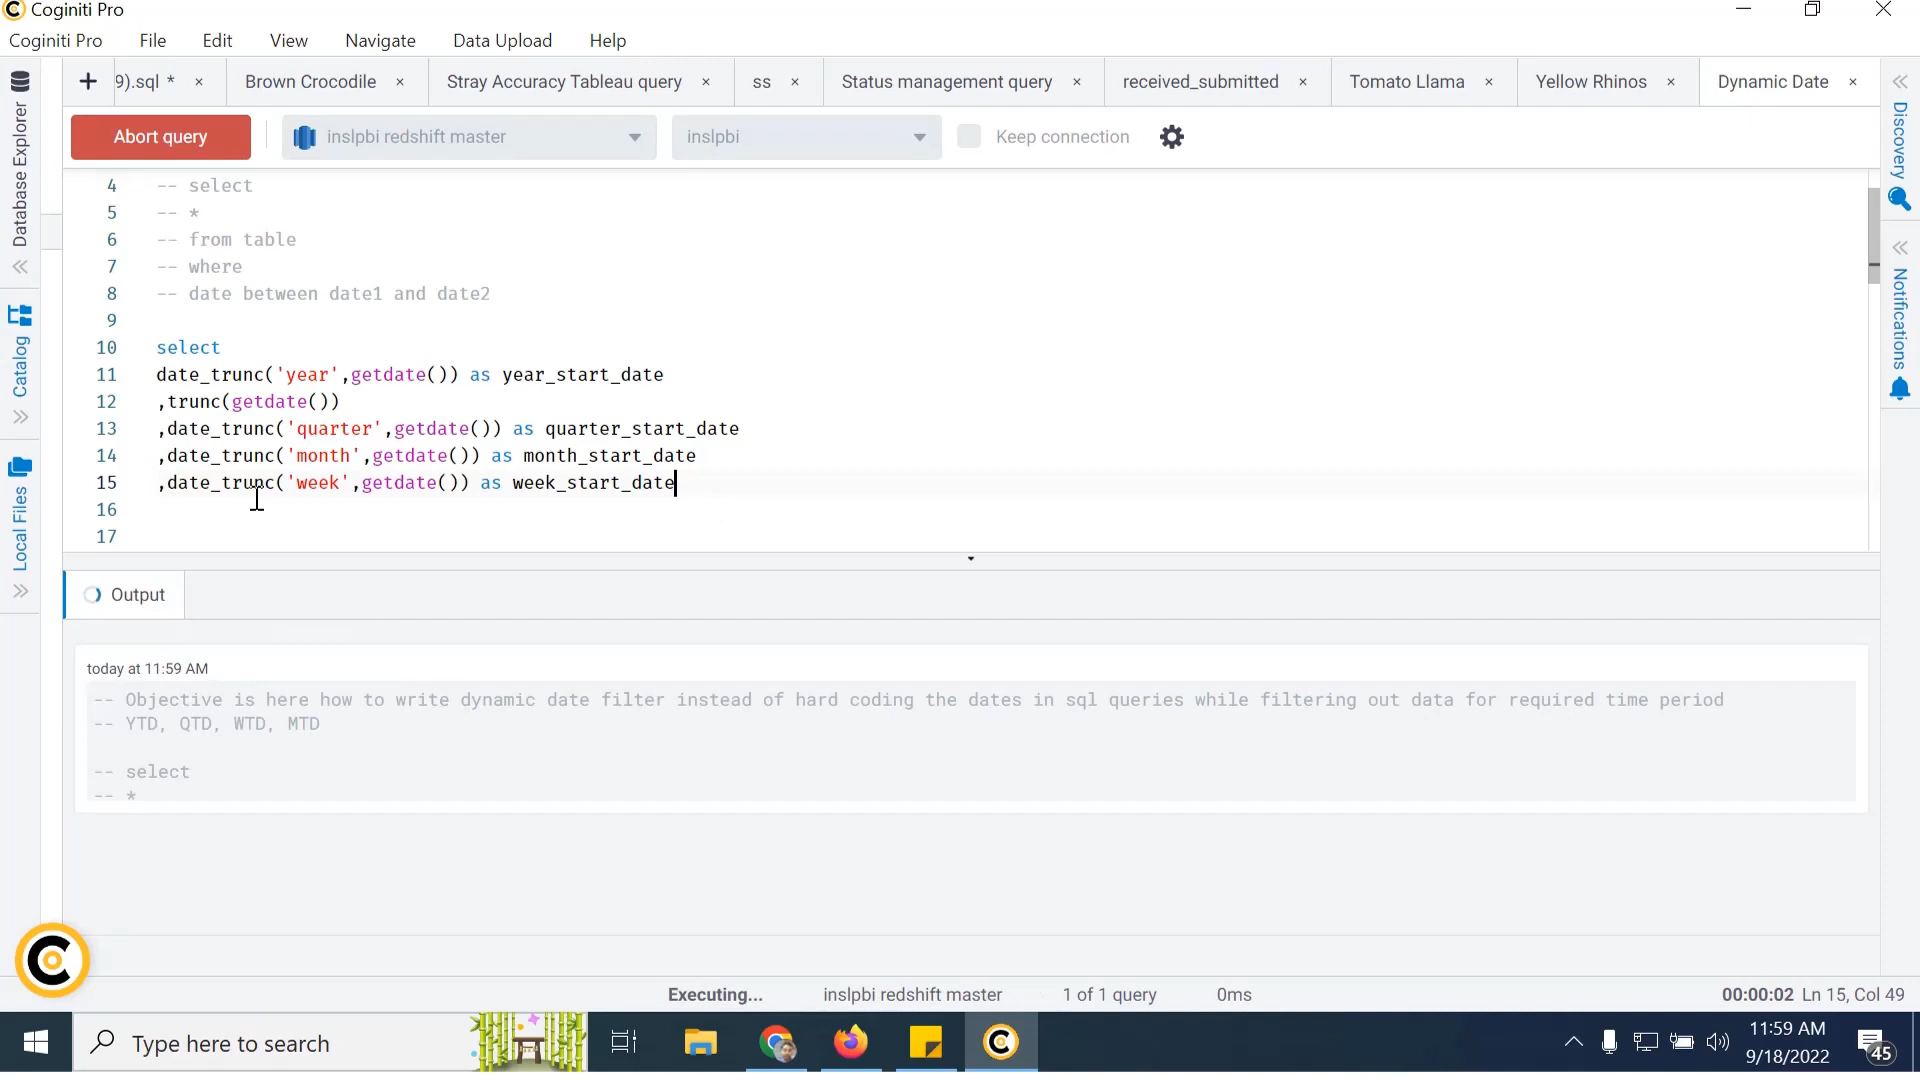 Coginiti Pro
Coginiti Pro File Edit View Navigate Data Upload Help
9).sql * × Brown Crocodile × Stray Accuracy Tableau query × ss × Status management query × received_submitted × Tomato Llama × Yellow Rhinos × Dynamic Date ×
Abort query inslpbi redshift master inslpbi Keep connection
Database Explorer
Catalog
Local Files
Discovery
Notifications
4 -- select
5 -- *
6 -- from table
7 -- where
8 -- date between date1 and date2
9
10 select
11 date_trunc('year',getdate()) as year_start_date
12 ,trunc(getdate())
13 ,date_trunc('quarter',getdate()) as quarter_start_date
14 ,date_trunc('month',getdate()) as month_start_date
15 ,date_trunc('week',getdate()) as week_start_date
16
17
Output
today at 11:59 AM
-- Objective is here how to write dynamic date filter instead of hard coding the dates in sql queries while filtering out data for required time period
-- YTD, QTD, WTD, MTD
-- select
-- *
Executing... inslpbi redshift master 1 of 1 query 0ms 00:00:02 Ln 15, Col 49
Type here to search
11:59 AM
9/18/2022
45